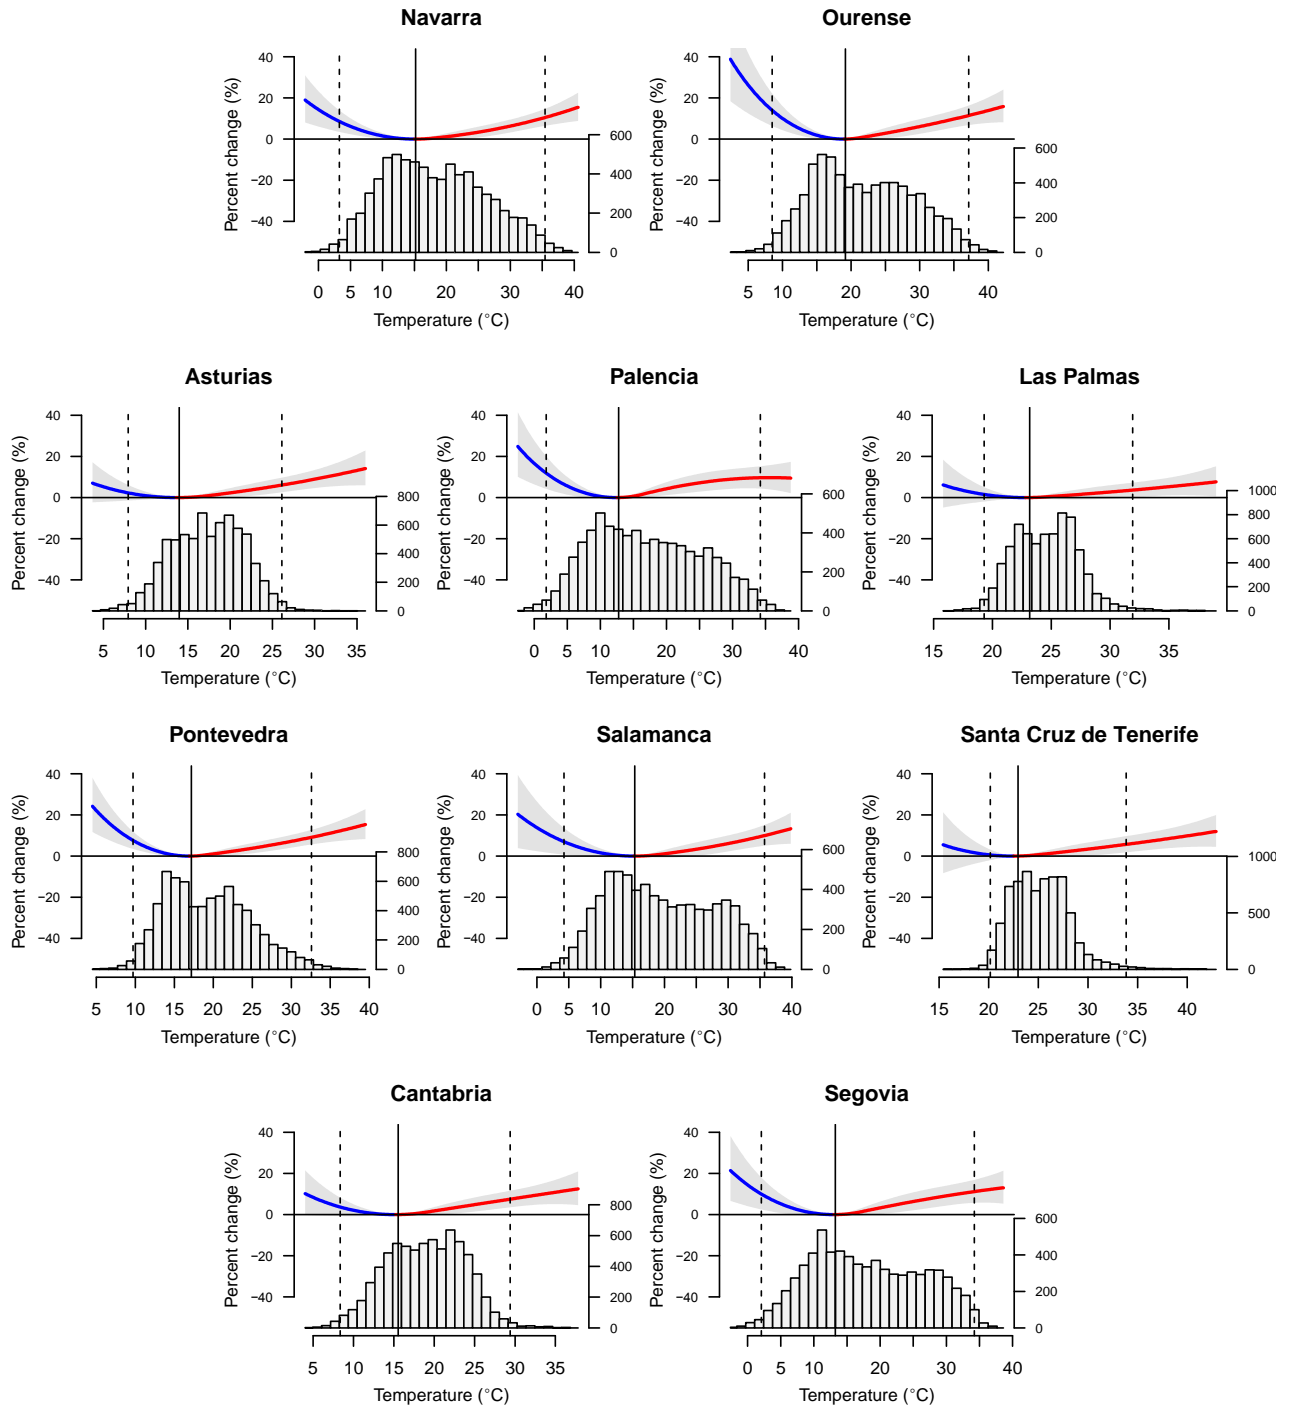 Navarra
Percent change (%)
40
20
0
−20
−40
600
400
200
0
0 5 10 20 30 40
Temperature (°C)
Ourense
Percent change (%)
40
20
0
−20
−40
600
400
200
0
5 10 20 30 40
Temperature (°C)
Asturias
Percent change (%)
40
20
0
−20
−40
800
600
400
200
0
5 10 15 20 25 30 35
Temperature (°C)
Palencia
Percent change (%)
40
20
0
−20
−40
600
400
200
0
0 5 10 20 30 40
Temperature (°C)
Las Palmas
Percent change (%)
40
20
0
−20
−40
1000
800
600
400
200
0
15 20 25 30 35
Temperature (°C)
Pontevedra
Percent change (%)
40
20
0
−20
−40
800
600
400
200
0
5 10 15 20 25 30 35 40
Temperature (°C)
Salamanca
Percent change (%)
40
20
0
−20
−40
600
400
200
0
0 5 10 20 30 40
Temperature (°C)
Santa Cruz de Tenerife
Percent change (%)
40
20
0
−20
−40
1000
500
0
15 20 25 30 40
Temperature (°C)
Cantabria
Percent change (%)
40
20
0
−20
−40
800
600
400
200
0
5 10 15 20 25 30 35
Temperature (°C)
Segovia
Percent change (%)
40
20
0
−20
−40
600
400
200
0
0 5 10 20 30 40
Temperature (°C)